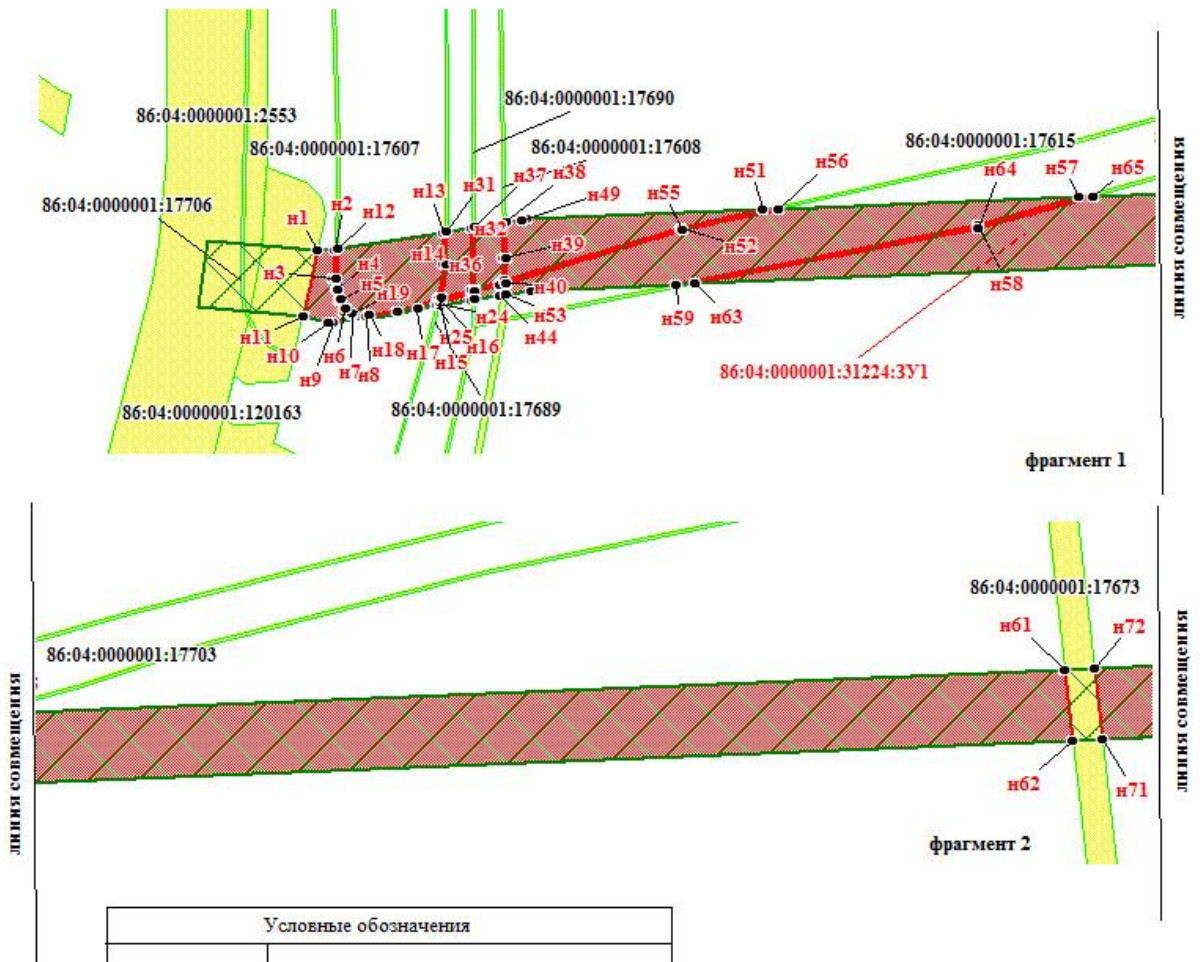 86:04:0000001:2553
86:04:0000001:17607
86:04:0000001:17706
86:04:0000001:17690
86:04:0000001:17608
86:04:0000001:17615
н1
н2
н12
н13
н31
н37
н38
н49
н55
н51
н56
н64
н57
н65
н3
н4
н5
н19
н14
н36
н32
н39
н40
н52
н53
н44
н24
н25
н16
н15
н17
н18
н11
н10
н9
н6
н7
н8
н59
н63
н58
86:04:0000001:31224:ЗУ1
86:04:0000001:120163
86:04:0000001:17689
фрагмент 1
линия совмещения
86:04:0000001:17703
86:04:0000001:17673
н61
н72
н62
н71
фрагмент 2
линия совмещения
линия совмещения
Условные обозначения